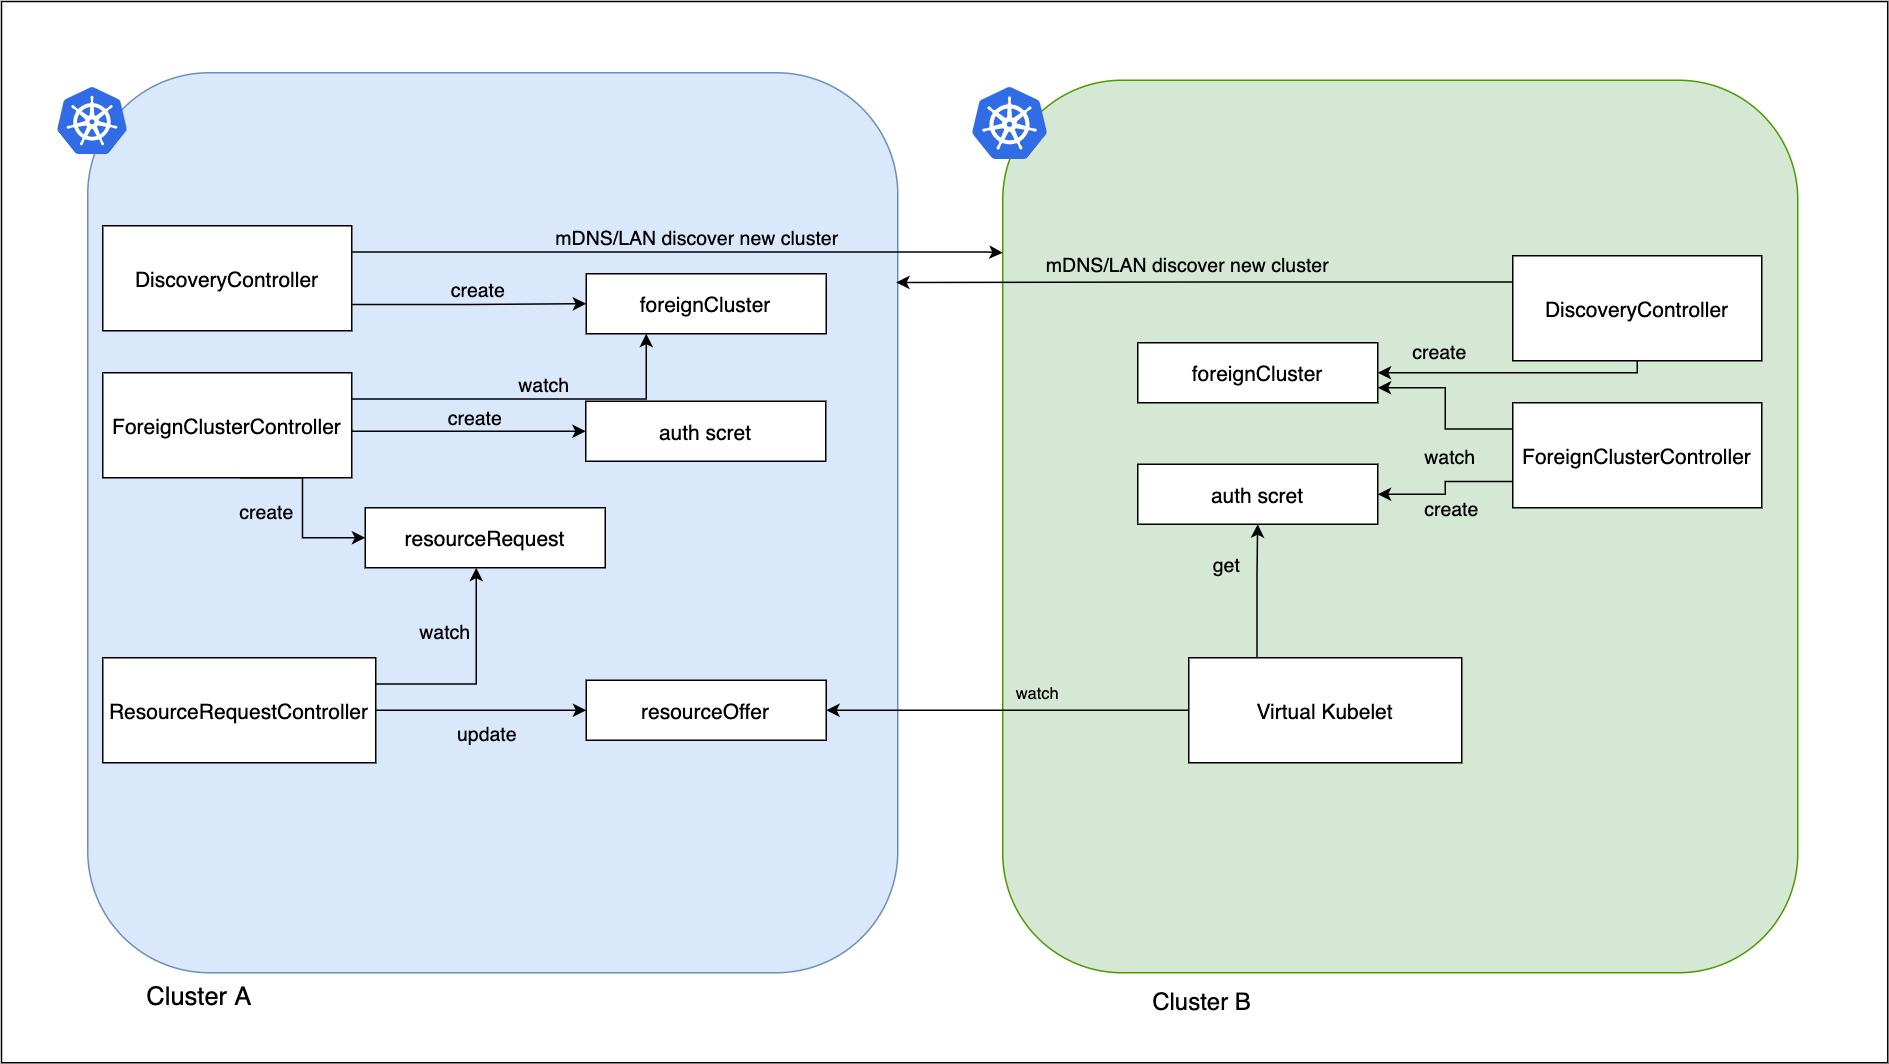 mDNS/LAN discover new cluster
DiscoveryController
create
foreignCluster
ForeignClusterController
watch
create
auth scret
create
resourceRequest
watch
ResourceRequestController
update
resourceOffer
Cluster A
mDNS/LAN discover new cluster
DiscoveryController
create
foreignCluster
ForeignClusterController
watch
auth scret
create
get
watch
Virtual Kubelet
Cluster B